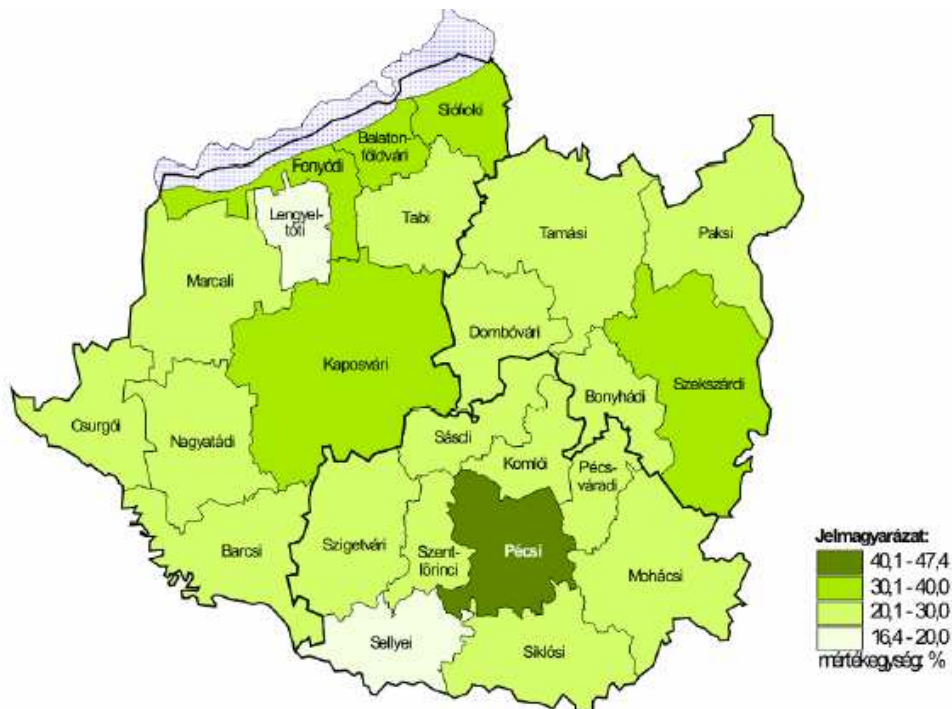 Siófoki
Balaton-
földvári
Fonyódi
Lengyel-
tóti
Tabi
Tamási
Paksi
Marcali
Dombóvári
Kaposvári
Szekszárdi
Bonyhádi
Csurgói
Nagyatádi
Sásdi
Komlói
Pécs-
váradi
Barcsi
Szigetvári
Szent-
lőrinci
Pécsi
Mohácsi
Sellyei
Siklósi
Jelmagyarázat:
40,1 - 47,4
30,1 - 40,0
20,1 - 30,0
16,4 - 20,0
mértékegység: %